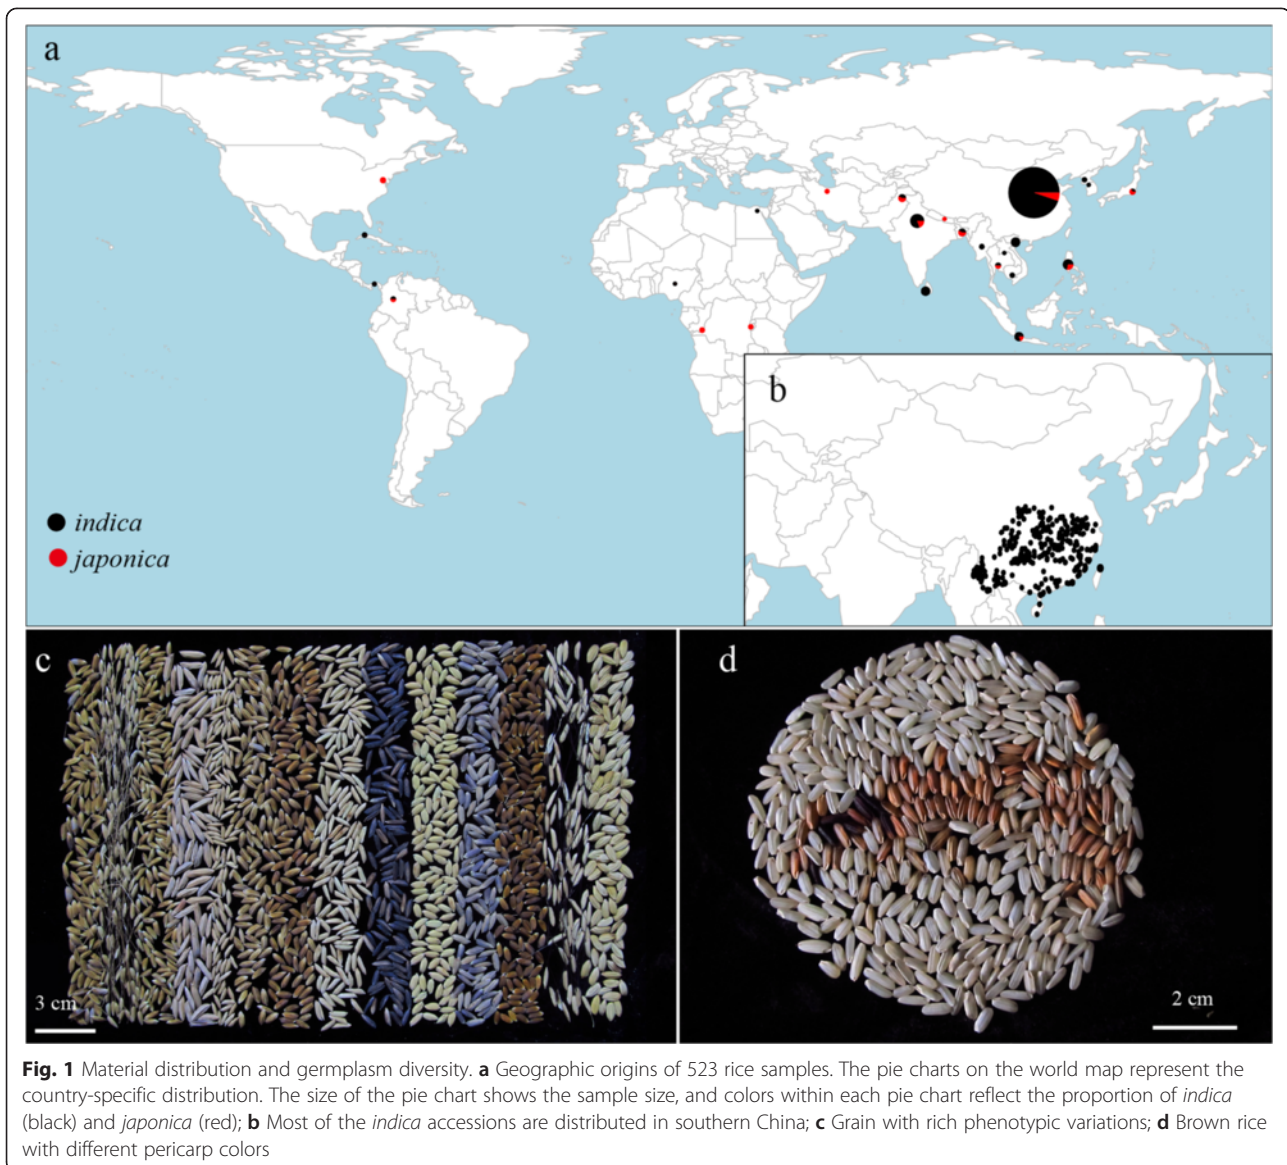 a
b
indica
japonica
c
d
3 cm
2 cm
Fig. 1 Material distribution and germplasm diversity. a Geographic origins of 523 rice samples. The pie charts on the world map represent the
country-specific distribution. The size of the pie chart shows the sample size, and colors within each pie chart reflect the proportion of indica
(black) and japonica (red); b Most of the indica accessions are distributed in southern China; c Grain with rich phenotypic variations; d Brown rice
with different pericarp colors